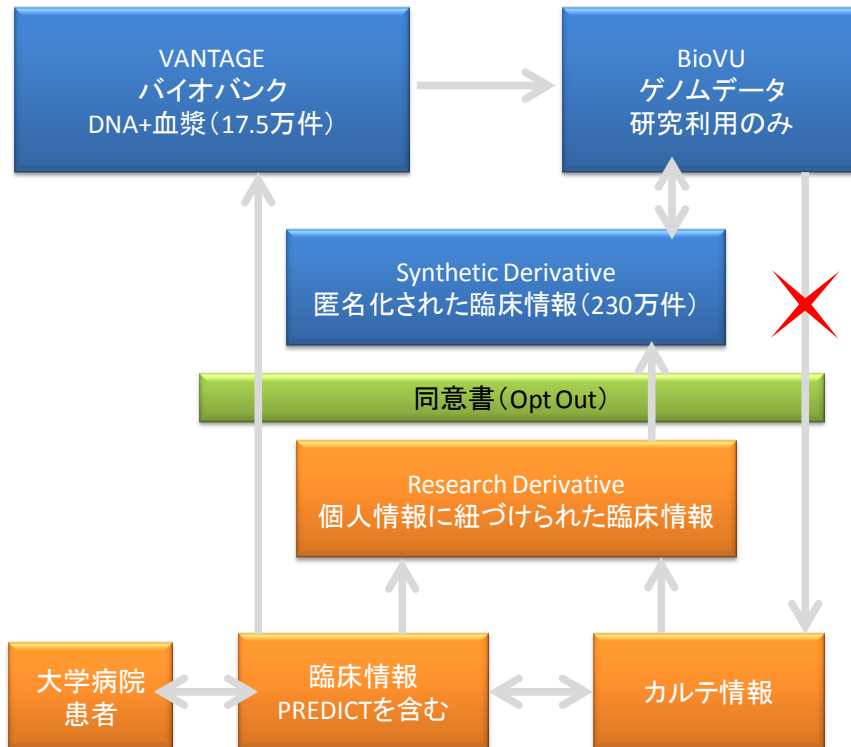 VANTAGE
バイオバンク
DNA+血漿（17.5万件）
BioVU
ゲノムデータ
研究利用のみ
Synthetic Derivative
匿名化された臨床情報（230万件）
同意書（Opt Out）
Research Derivative
個人情報に紐づけられた臨床情報
大学病院
患者
臨床情報
PREDICTを含む
カルテ情報